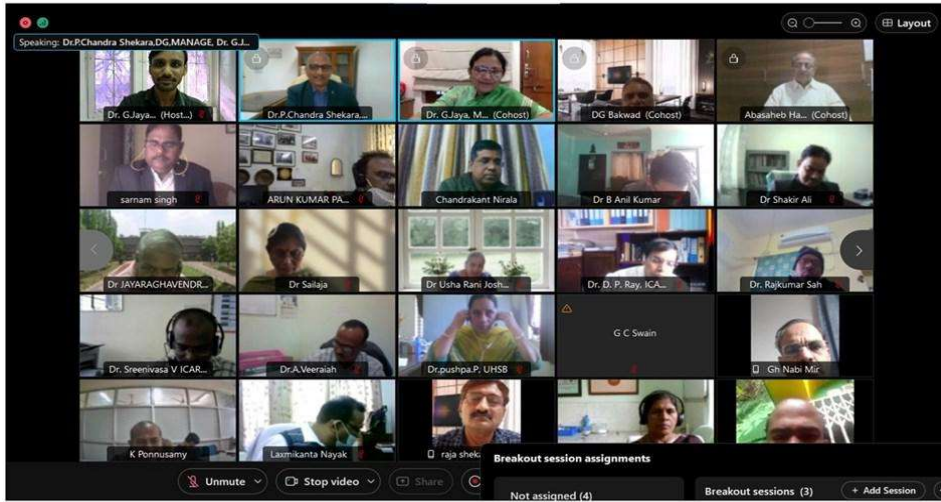 Layout
Speaking: Dr.P.Chandra Shekara,DG,MANAGE, Dr. G.J...
Dr. G.Jaya... (Host...)
Dr.P.Chandra Shekara,...
Dr. G.Jaya, M... (Cohost)
DG Bakwad (Cohost)
Abasaheb Ha... (Cohost)
sarnam singh
ARUN KUMAR PA...
Chandrakant Nirala
Dr B Anil Kumar
Dr Shakir Ali
Dr JAYARAGHAVENDR...
Dr Sailaja
Dr Usha Rani Josh...
Dr. D. P. Ray, ICA...
Dr. Rajkumar Sah
Dr. Sreenivasa V ICAR...
Dr.A.Veeraiah
Dr.pushpa.P, UHSB
G C Swain
Gh Nabi Mir
K Ponnusamy
Laxmikanta Nayak
raja shek
Breakout session assignments
Unmute
Stop video
Share
Not assigned (4)
Breakout sessions (3)
+ Add Session